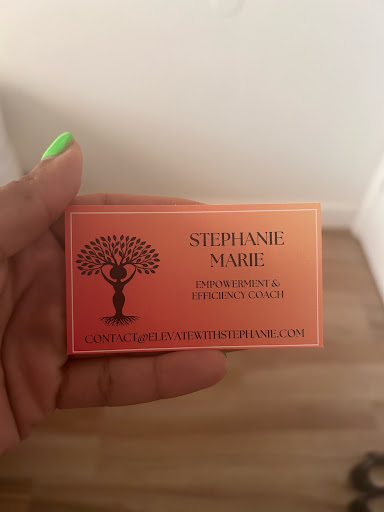 STEPHANIE
MARIE
EMPOWERMENT &
EFFICIENCY COACH
CONTACT@ELEVATEWITHSTEPHANIE.COM